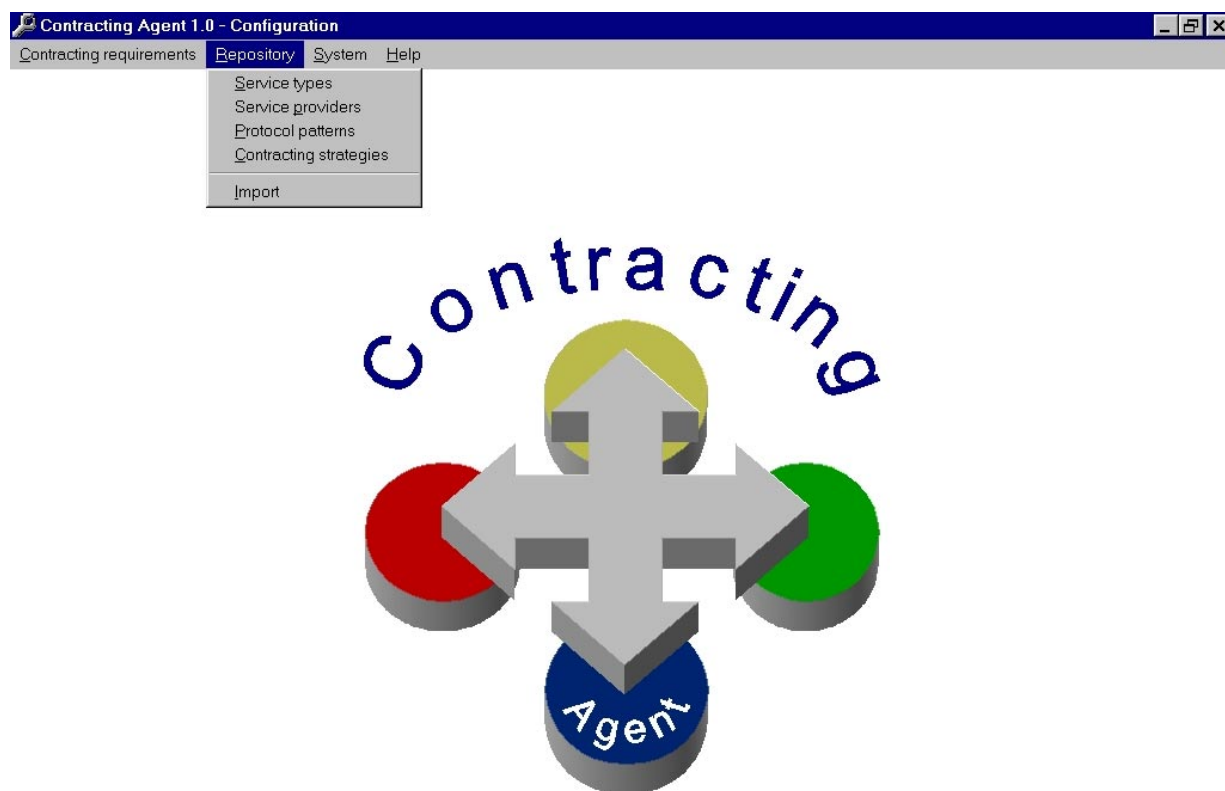 Contracting Agent 1.0 - Configuration
Contracting requirements Repository System Help
Service types
Service providers
Protocol patterns
Contracting strategies
Import
Contracting
Agent